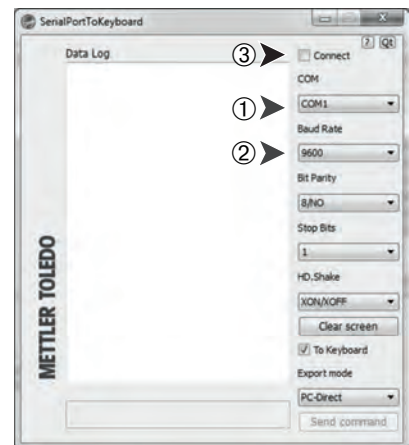 SerialPortToKeyboard
? Qt
Data Log
③ Connect
COM
① COM1
Baud Rate
② 9600
Bit Parity
8/NO
Stop Bits
1
HD.Shake
XON/XOFF
Clear screen
To Keyboard
Export mode
PC-Direct
Send command
METTLER TOLEDO